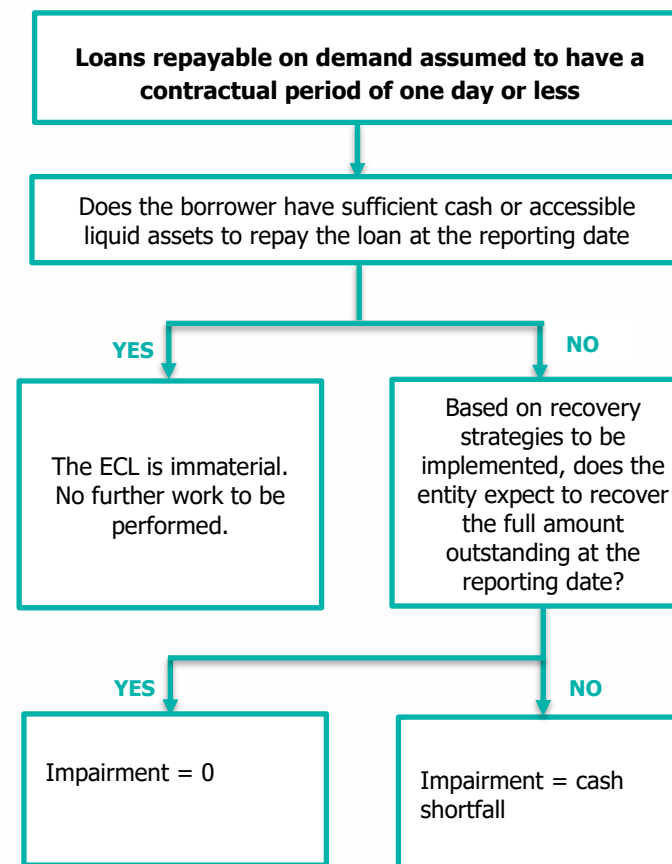 Loans repayable on demand assumed to have a
contractual period of one day or less
Does the borrower have sufficient cash or accessible
liquid assets to repay the loan at the reporting date
YES
NO
The ECL is immaterial.
No further work to be
performed.
Based on recovery
strategies to be
implemented, does the
entity expect to recover
the full amount
outstanding at the
reporting date?
YES
NO
Impairment = 0
Impairment = cash
shortfall